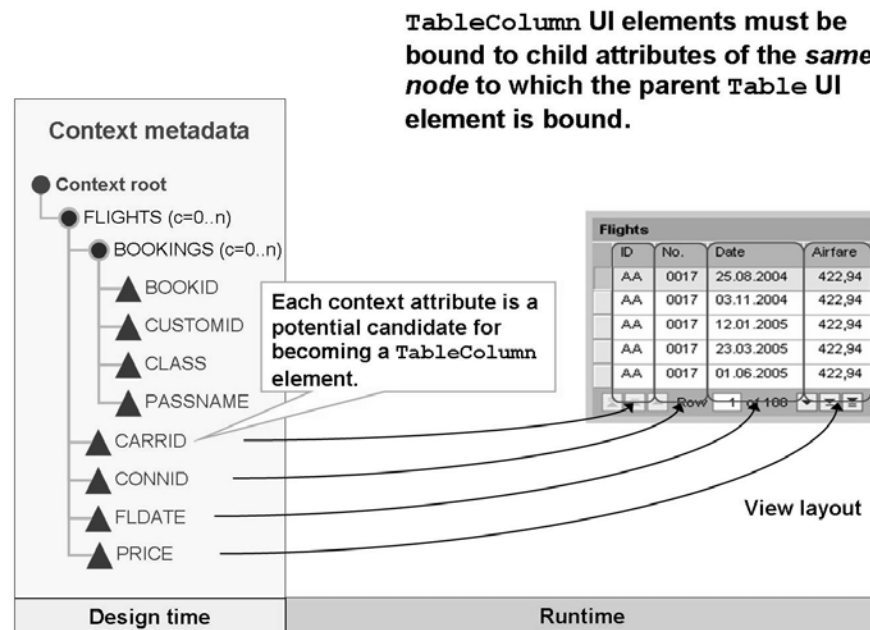 TableColumn UI elements must be
bound to child attributes of the same
node to which the parent Table UI
element is bound.
Context metadata
Context root
FLIGHTS (c=0..n)
BOOKINGS (c=0..n)
BOOKID
CUSTOMID
CLASS
PASSNAME
CARRID
CONNID
FLDATE
PRICE
Each context attribute is a
potential candidate for
becoming a TableColumn
element.
Flights
ID No. Date Airfare
AA 0017 25.08.2004 422,94
AA 0017 03.11.2004 422,94
AA 0017 12.01.2005 422,94
AA 0017 23.03.2005 422,94
AA 0017 01.06.2005 422,94
Row 1 of 108
View layout
Design time
Runtime